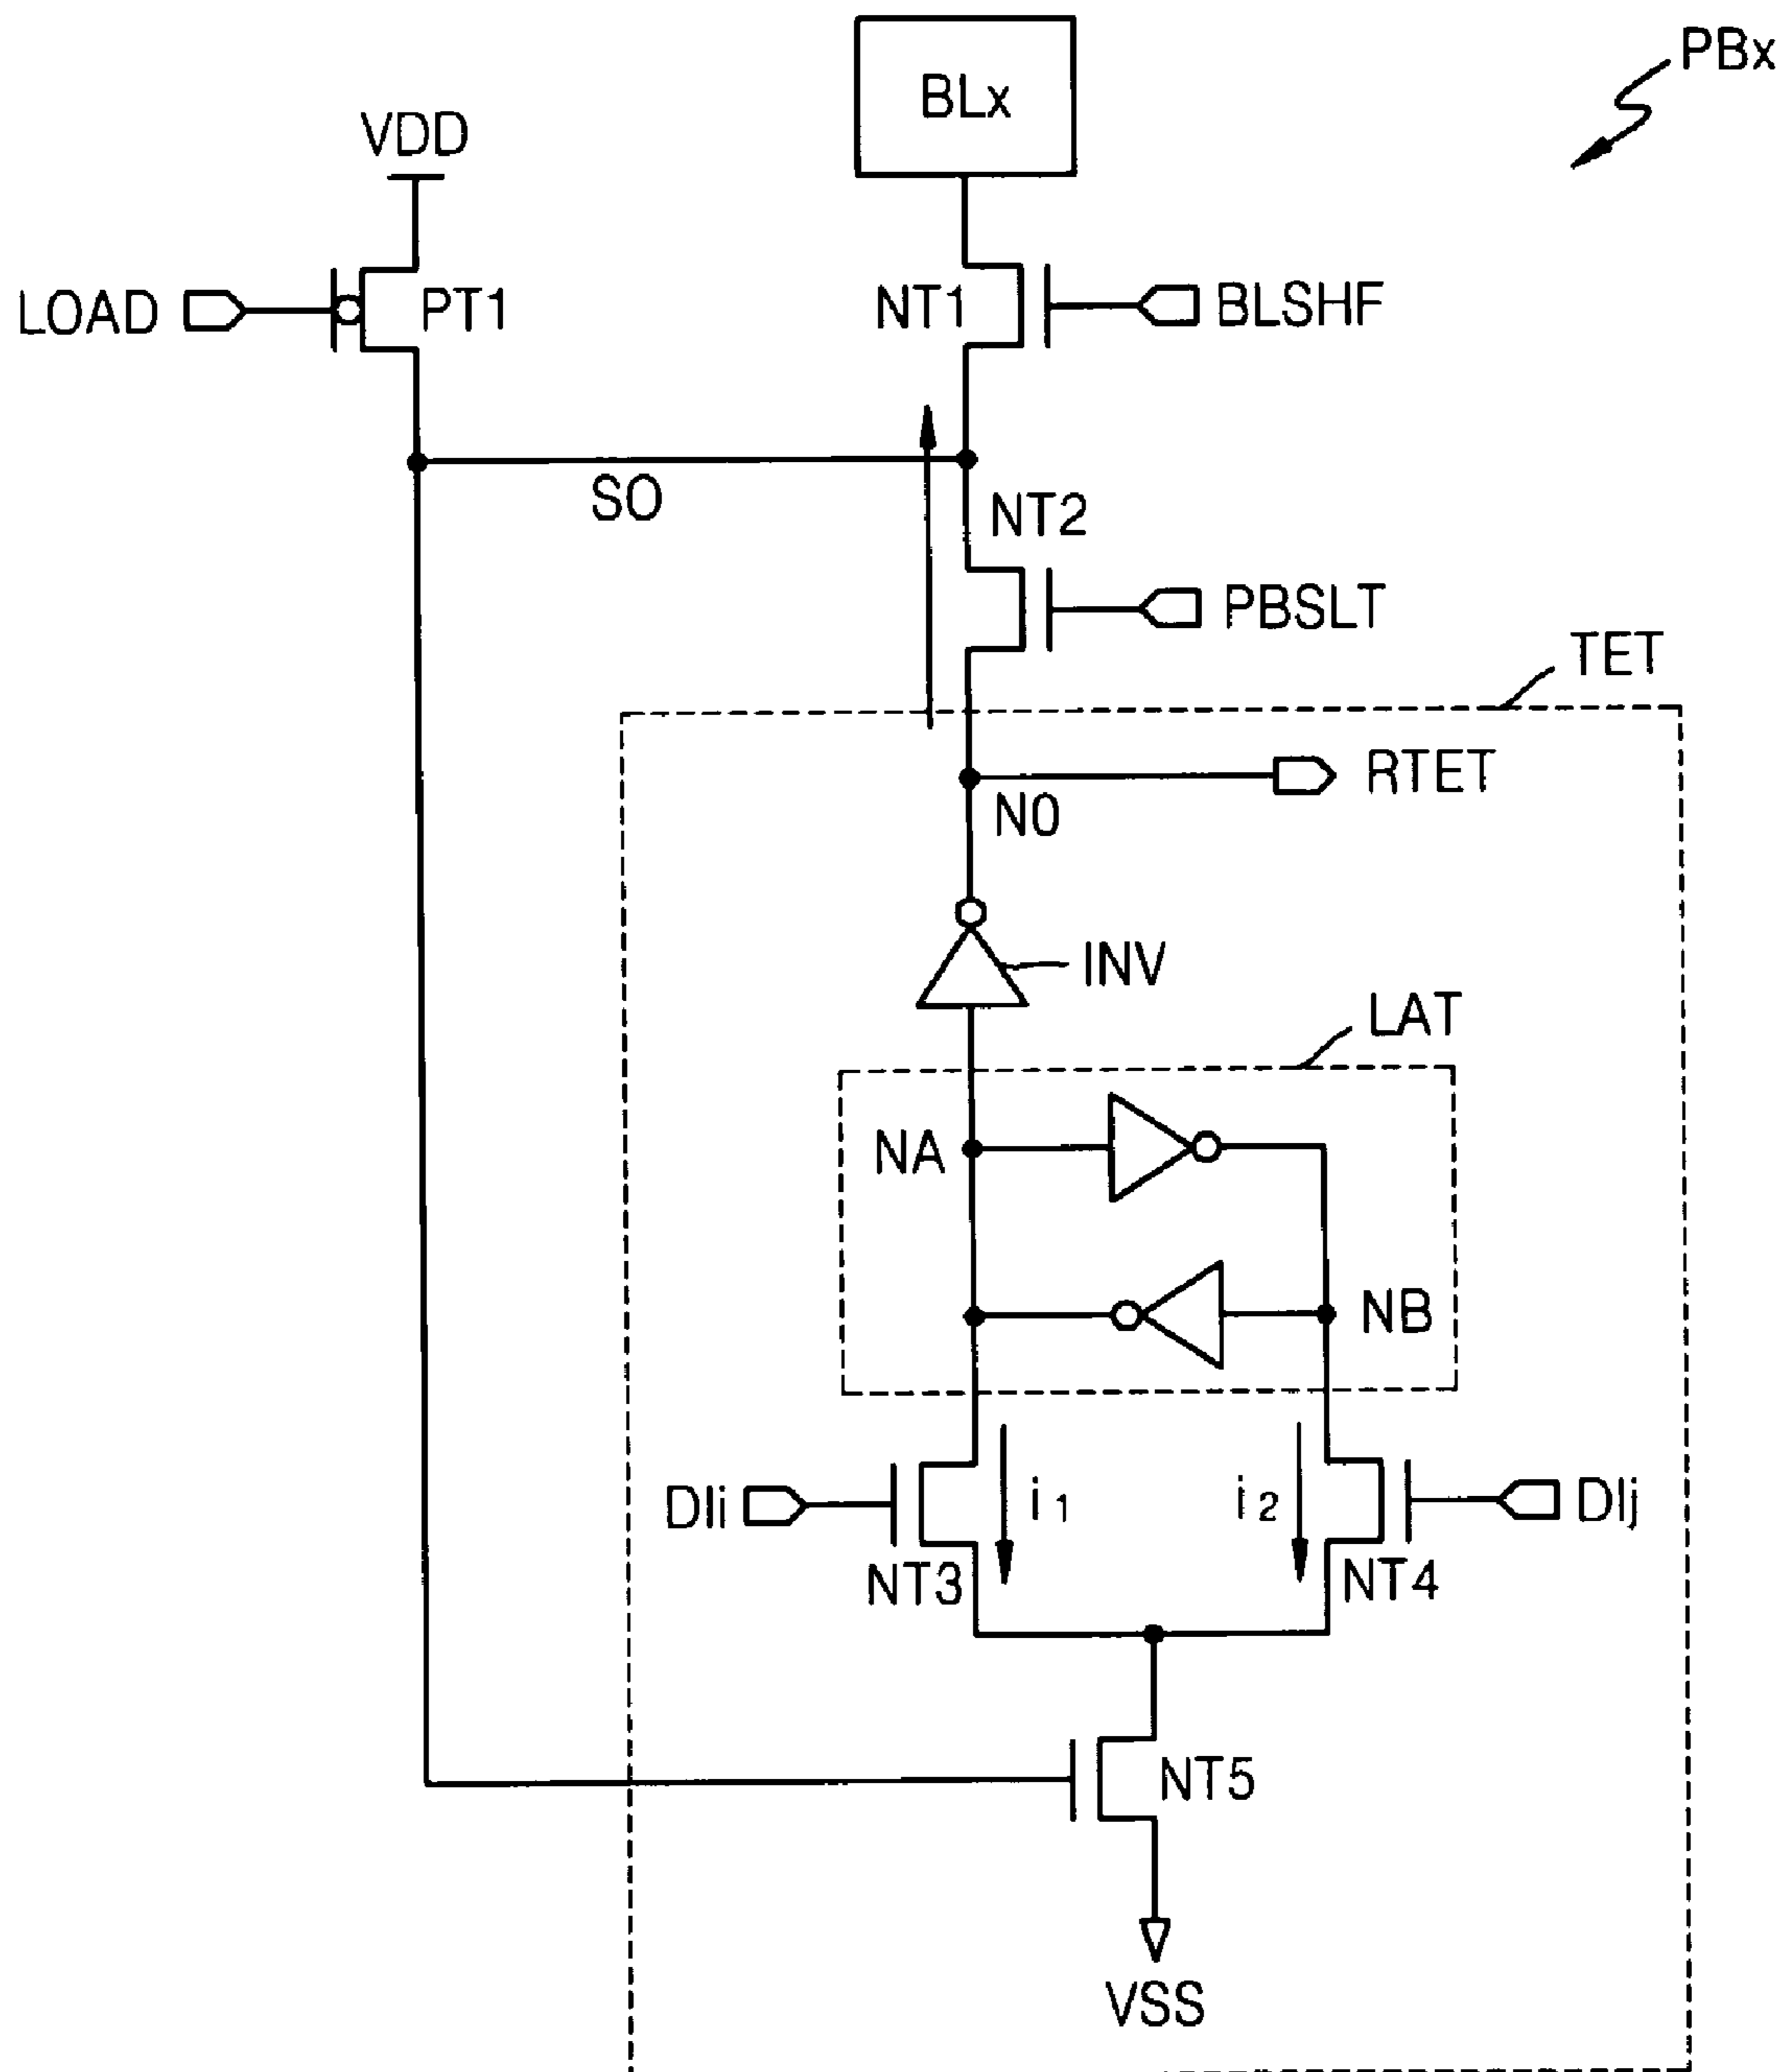 PBx
BLx
VDD
LOAD
PT1
NT1
BLSHF
SO
NT2
PBSLT
TET
RTET
N0
INV
LAT
NA
NB
DIi
i1
i2
DIj
NT3
NT4
NT5
VSS